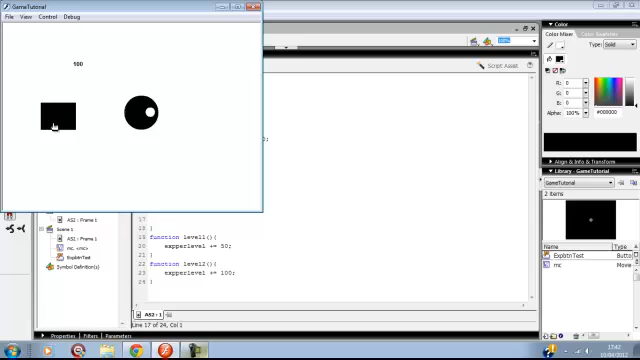 GameTutorial
File View Control Debug
100
100%
Script Assist
0;
Color
Color Mixer Color Swatches
Type: Solid
R: 0
G: 0
B: 0
Alpha: 100%
#000000
Align & Info & Transform
Library - GameTutorial
GameTutorial
2 items
Name Type
ExpbtnTest Butto
mc Movie
AS2 : Frame 1
Scene 1
AS2 : Frame 1
mc, <mc>
ExpbtnTest
Symbol Definition(s)
17
18 }
19 function level1(){
20 expperlevel += 50;
21 }
22 function level2(){
23 expperlevel += 100;
24 }
AS2 : 1
Line 17 of 24, Col 1
Properties Filters Parameters
17:42
10/04/2012